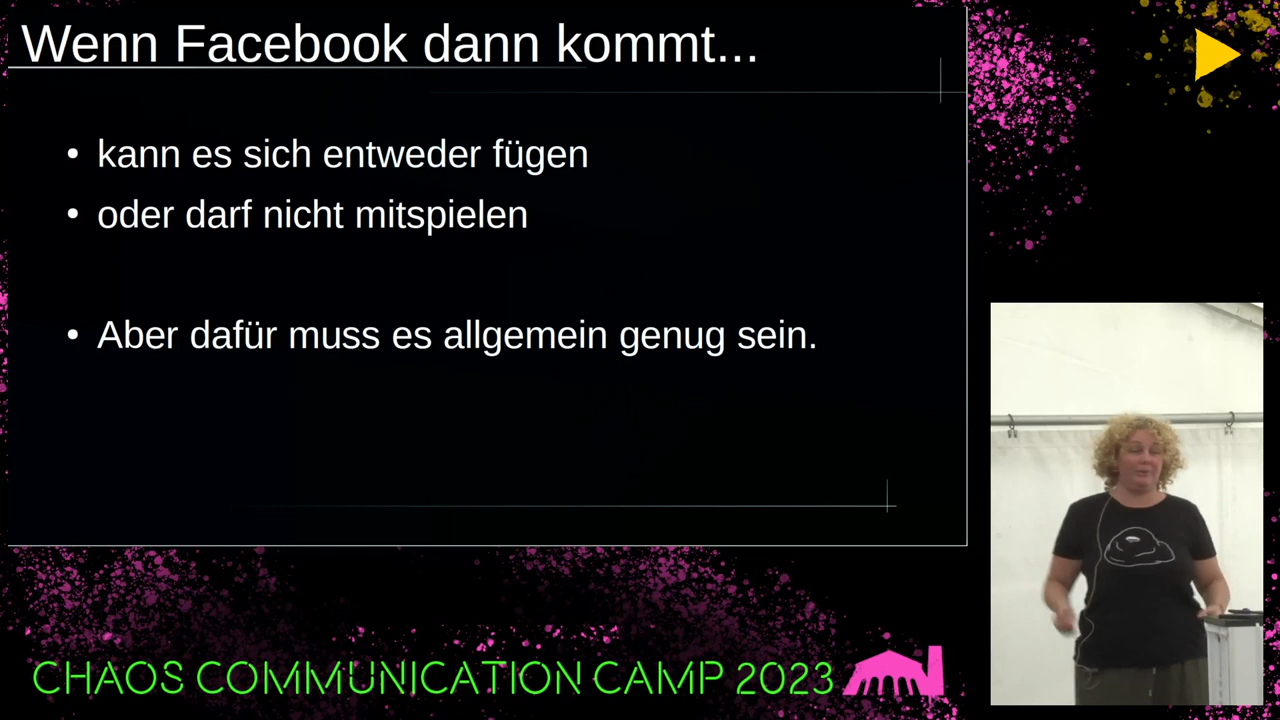 Wenn Facebook dann kommt...
• kann es sich entweder fügen
• oder darf nicht mitspielen
• Aber dafür muss es allgemein genug sein.
CHAOS COMMUNICATION CAMP 2023